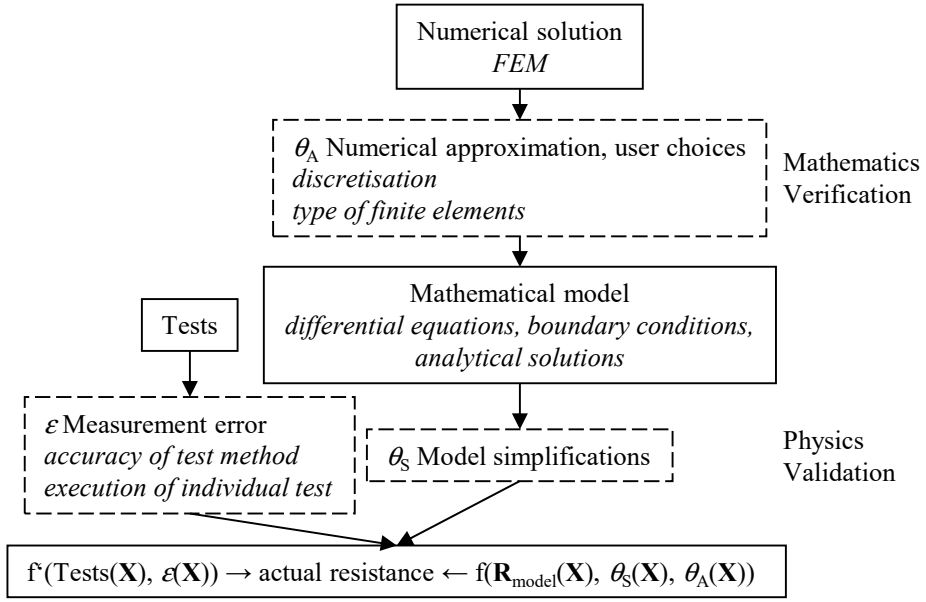 Numerical solution
FEM
θA Numerical approximation, user choices
discretisation
type of finite elements
Mathematics
Verification
Mathematical model
differential equations, boundary conditions,
analytical solutions
Tests
ε Measurement error
accuracy of test method
execution of individual test
θS Model simplifications
Physics
Validation
f‘(Tests(X), ε(X)) → actual resistance ← f(Rmodel(X), θS(X), θA(X))